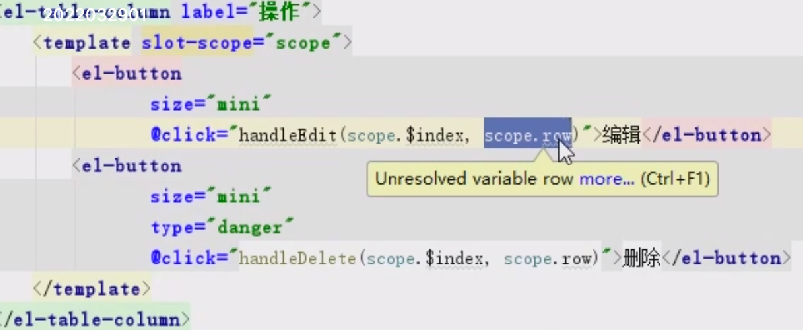 el-table-column label="操作">
<template slot-scope="scope">
<el-button
size="mini"
@click="handleEdit(scope.$index, scope.row)">编辑</el-button>
Unresolved variable row more... (Ctrl+F1)
<el-button
size="mini"
type="danger"
@click="handleDelete(scope.$index, scope.row)">删除</el-button>
</template>
</el-table-column>